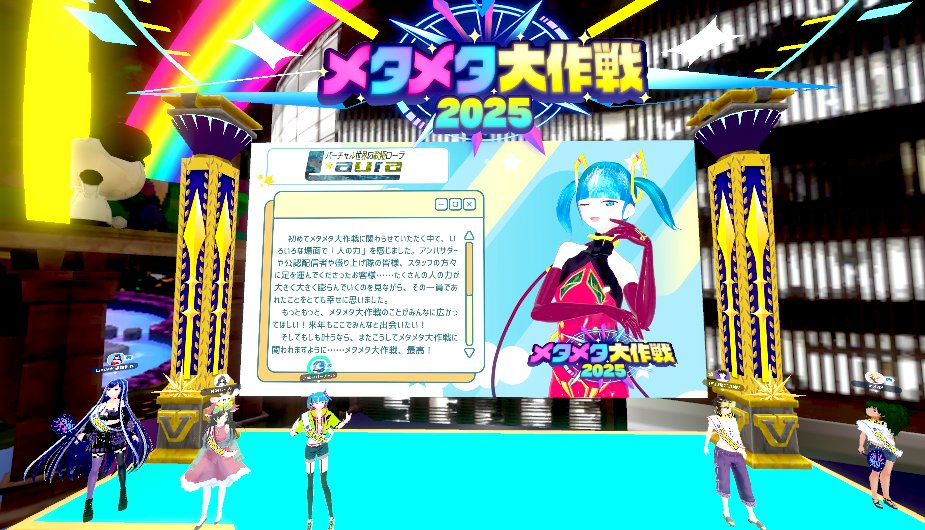 メタメタ大作戦
2025
バーチャル世界の歌姫ローラ
aura
初めてメタメタ大作戦に関わらせていただく中で、い
ろいろな場面で「人の力」を感じました。アンバサダー
や公認配信者や盛り上げ隊の皆様、スタッフの方々
に足を運んでくださったお客様……たくさんの人の力が
大きく大きく膨らんでいくのを見ながら、その一員であ
れたことをとても幸せに思いました。
もっともっと、メタメタ大作戦のことがみんなに広がっ
てほしい！来年もここでみんなと出会いたい！
そしてもしも叶うなら、またこうしてメタメタ大作戦に
関われますように……メタメタ大作戦、最高！
メタメタ大作戦
2025
V
V